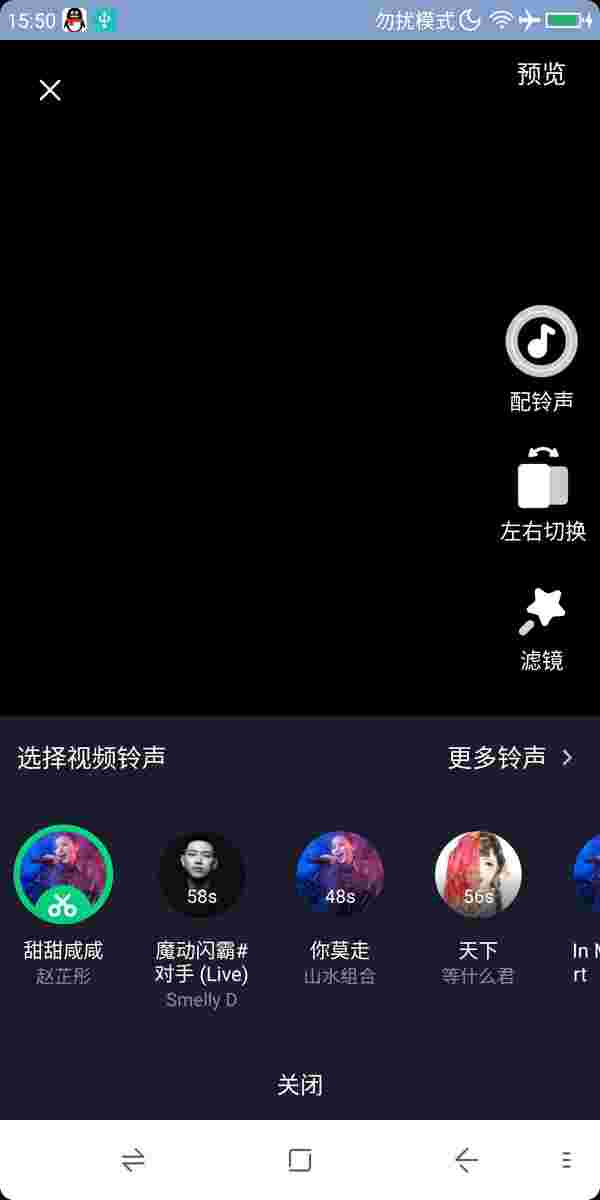 15:50 勿扰模式
预览
配铃声
左右切换
滤镜
选择视频铃声 更多铃声
58s 48s 56s
甜甜咸咸 魔动闪霸# 你莫走 天下 In M
对手 (Live) rt
赵芷彤 山水组合 等什么君
Smelly D
关闭